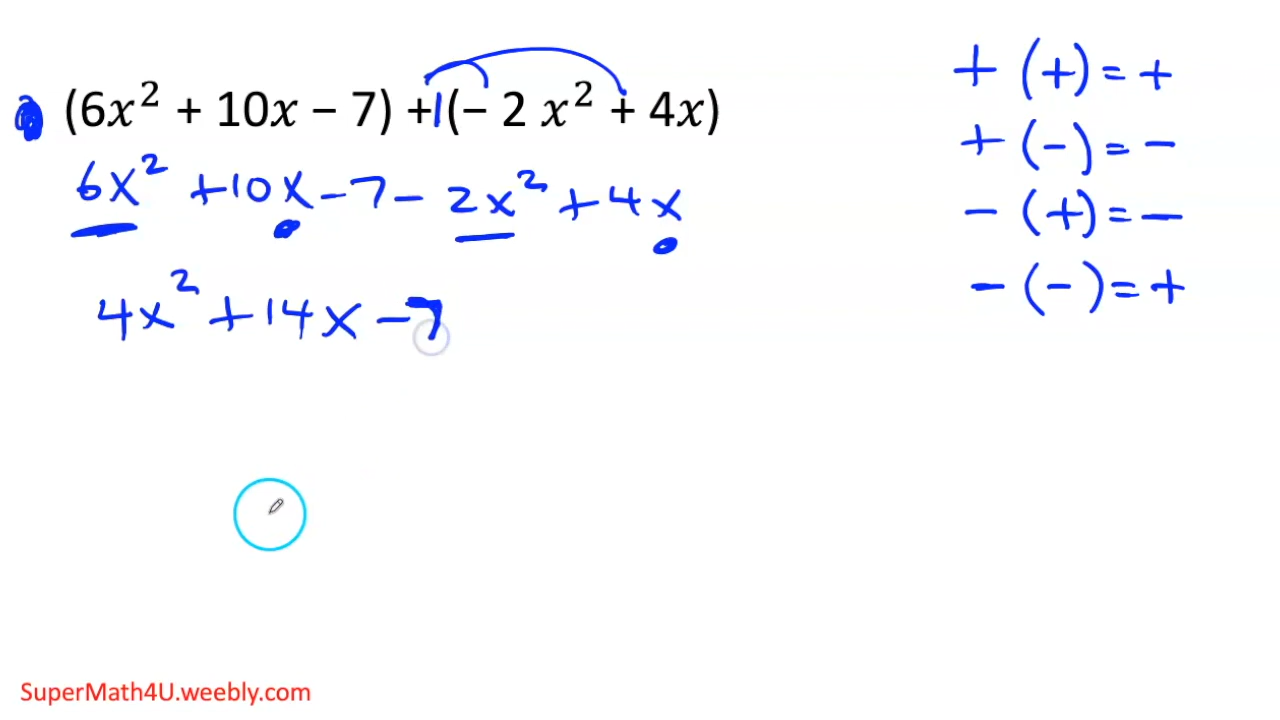 (6x² + 10x − 7) +1(− 2 x² + 4x)
6x² +10x −7 − 2x² +4x
4x² +14x −7
+ (+) = +
+ (-) = -
- (+) = -
- (-) = +
SuperMath4U.weebly.com